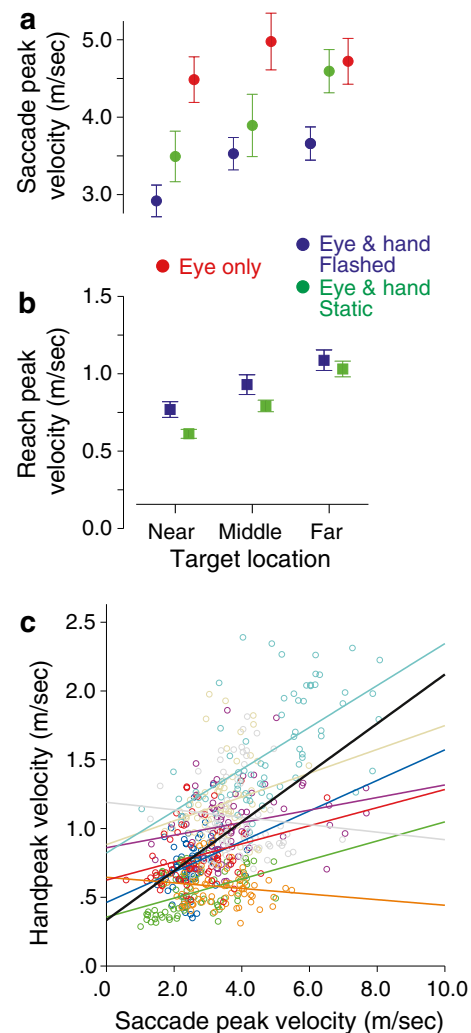 a
Saccade peak
velocity (m/sec)
5.0
4.0
3.0
Eye only
Eye & hand
Flashed
Eye & hand
Static
b
Reach peak
velocity (m/sec)
1.5
1.0
0.5
0.0
Near Middle Far
Target location
c
Handpeak velocity (m/sec)
2.5
2.0
1.5
1.0
.5
.0
.0 2.0 4.0 6.0 8.0 10.0
Saccade peak velocity (m/sec)